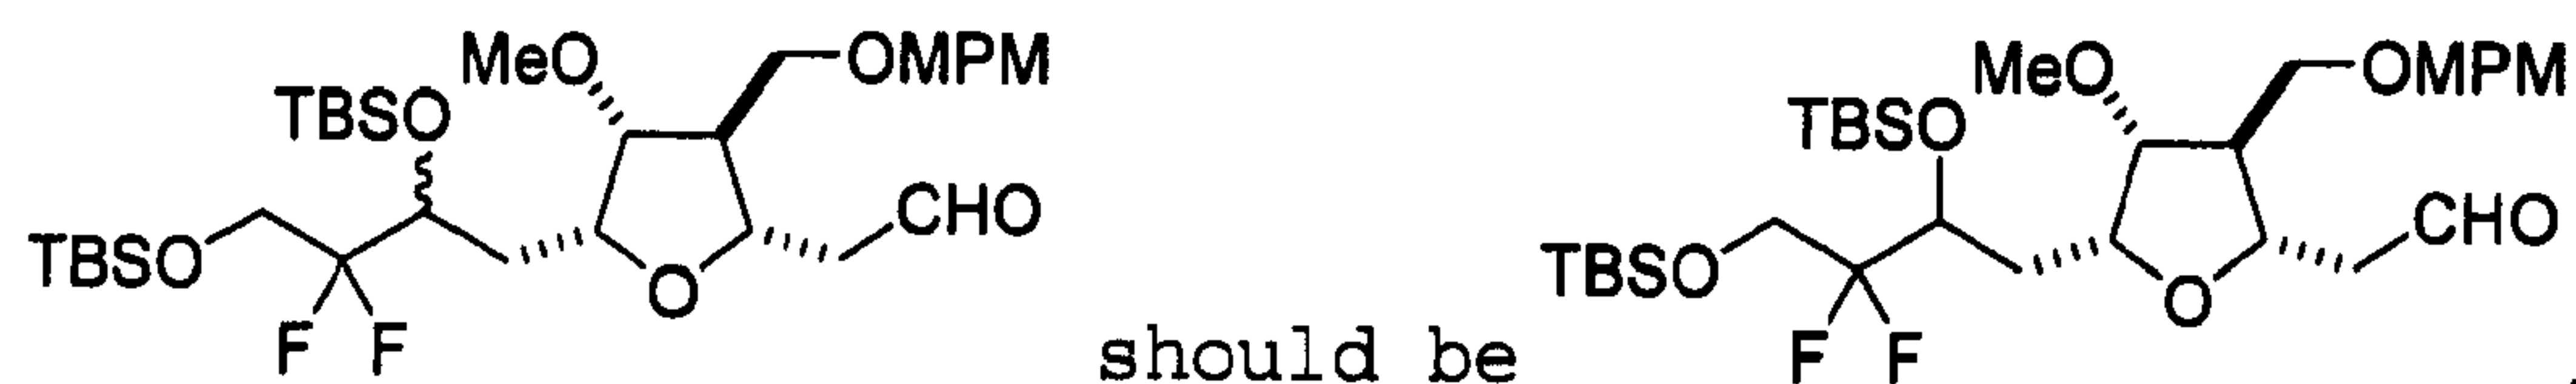 MeO OMPM
TBSO
CHO
TBSO
O
F F
should be
MeO OMPM
TBSO
CHO
TBSO
O
F F